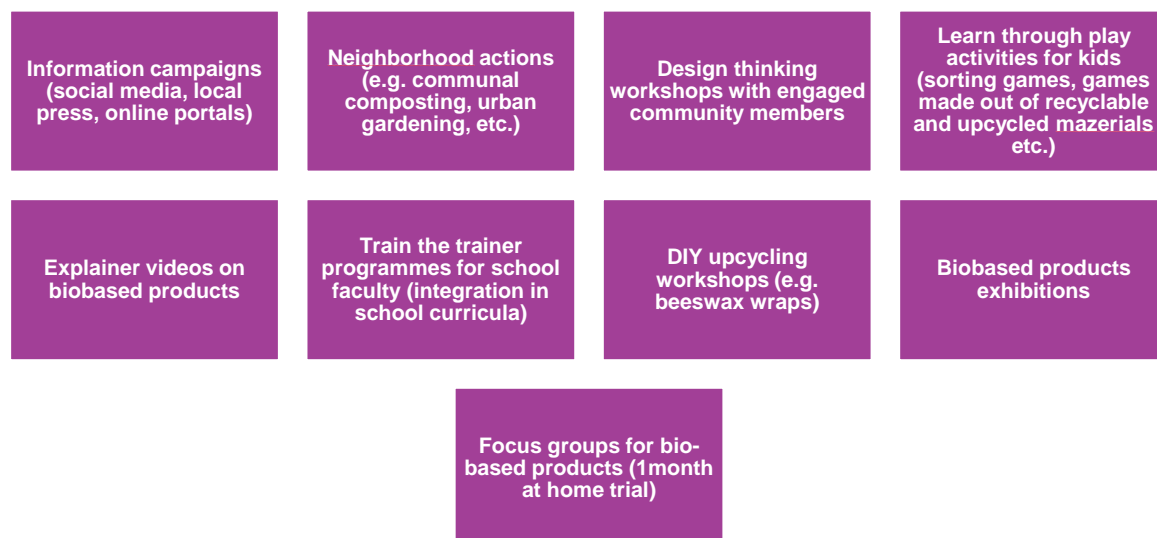 Information campaigns
(social media, local
press, online portals)
Neighborhood actions
(e.g. communal
composting, urban
gardening, etc.)
Design thinking
workshops with engaged
community members
Learn through play
activities for kids
(sorting games, games
made out of recyclable
and upcycled mazerials
etc.)
Explainer videos on
biobased products
Train the trainer
programmes for school
faculty (integration in
school curricula)
DIY upcycling
workshops (e.g.
beeswax wraps)
Biobased products
exhibitions
Focus groups for bio-
based products (1month
at home trial)